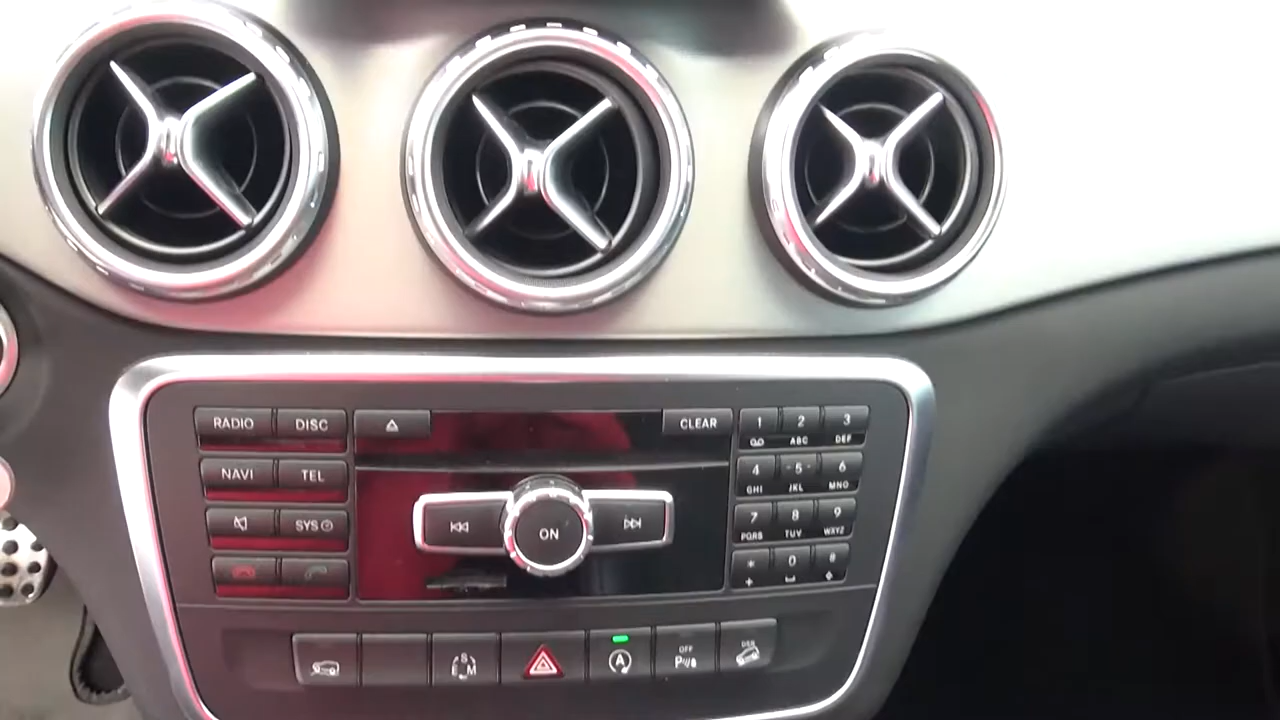 RADIO DISC CLEAR 1 2 3
ABC DEF
NAVI TEL 4 -5- 6
GHI JKL MNO
SYS ON 7 8 9
PQRS TUV WXYZ
* 0 #
+
S
E M A OFF
P
DSR